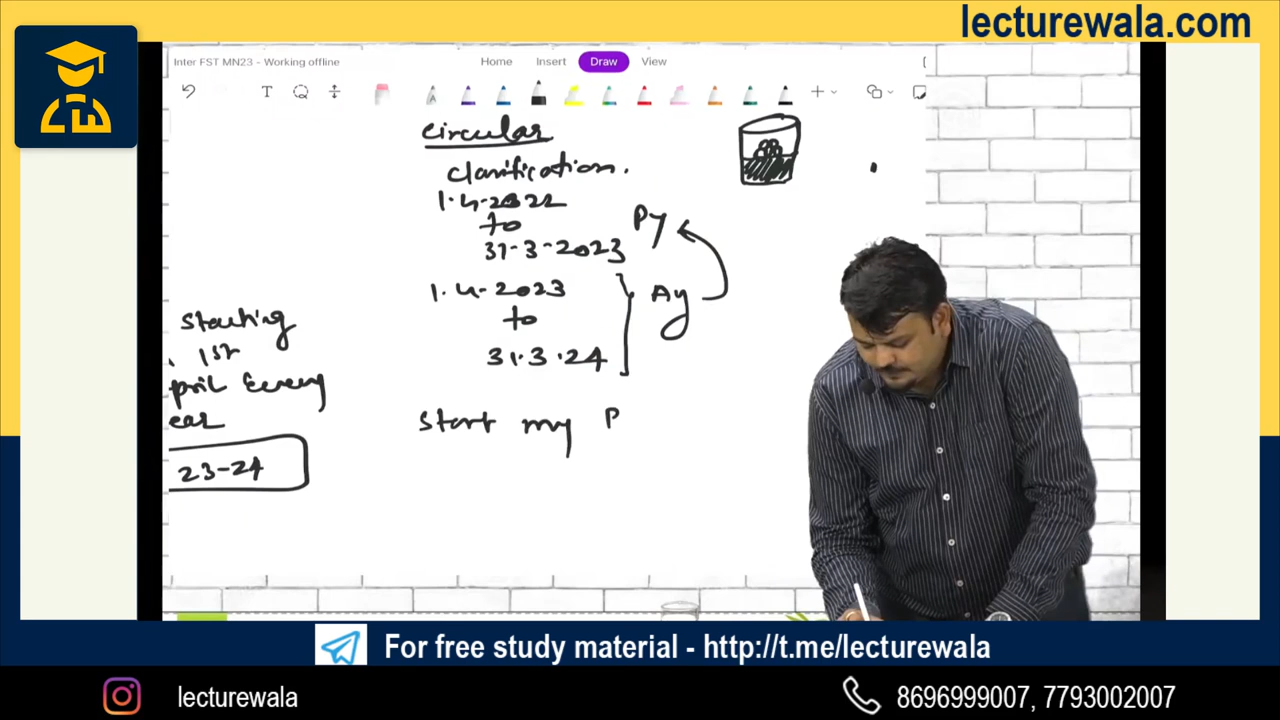 lecturewala.com
Inter FST MN23 - Working offline
Home
Insert
Draw
View
T
A
circular
clarification.
1.4-2022
to
31-3-2023
PY
1.4-2023
to
31.3.24
Ay
starting
1st
pril Every
ear
23-24
start my P
For free study material - http://t.me/lecturewala
lecturewala
8696999007, 7793002007